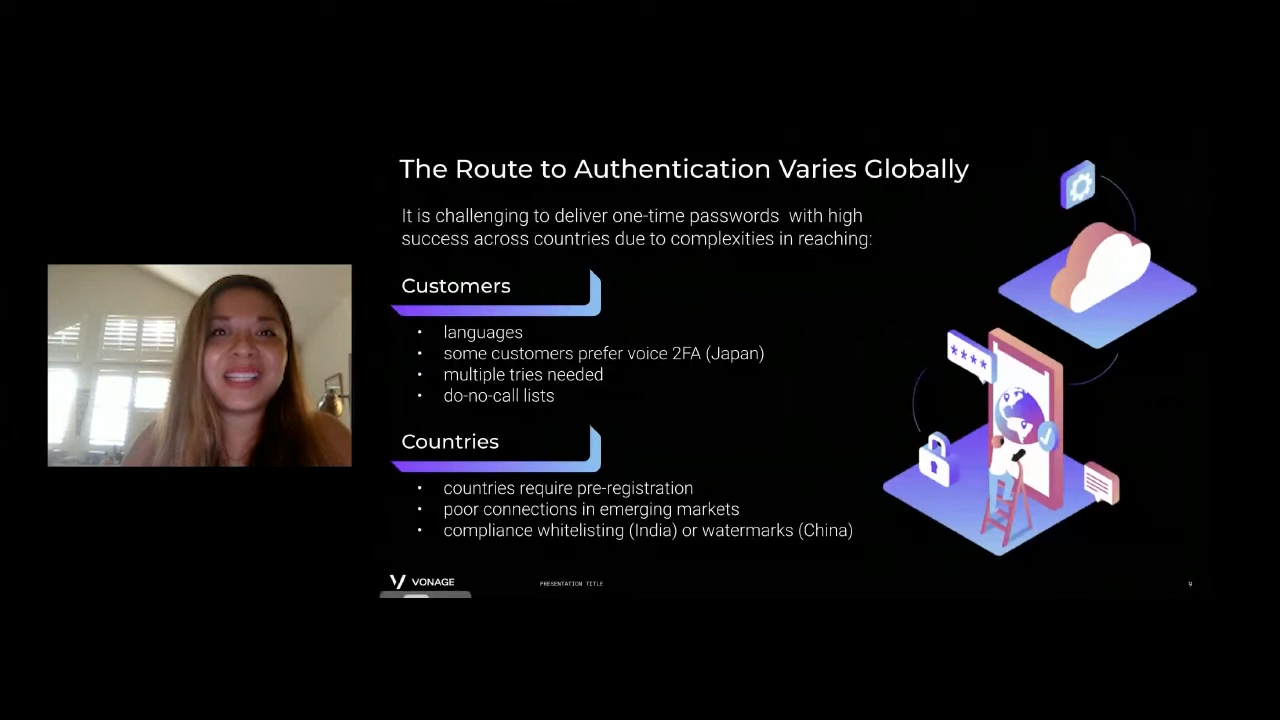 The Route to Authentication Varies Globally
It is challenging to deliver one-time passwords  with high
success across countries due to complexities in reaching:
Customers
• languages
• some customers prefer voice 2FA (Japan)
• multiple tries needed
• do-no-call lists
Countries
• countries require pre-registration
• poor connections in emerging markets
• compliance whitelisting (India) or watermarks (China)
****
VONAGE
PRESENTATION TITLE
9